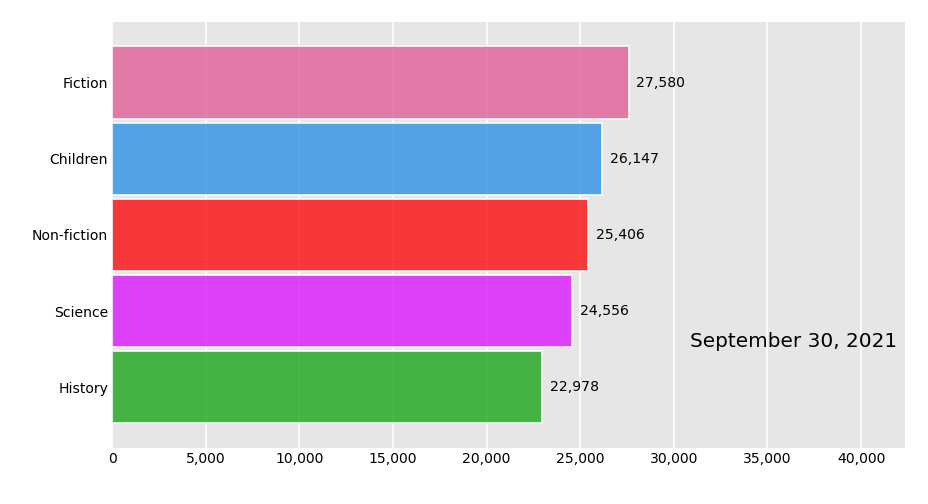 Fiction 27,580
Children 26,147
Non-fiction 25,406
Science 24,556
September 30, 2021
History 22,978
0 5,000 10,000 15,000 20,000 25,000 30,000 35,000 40,000